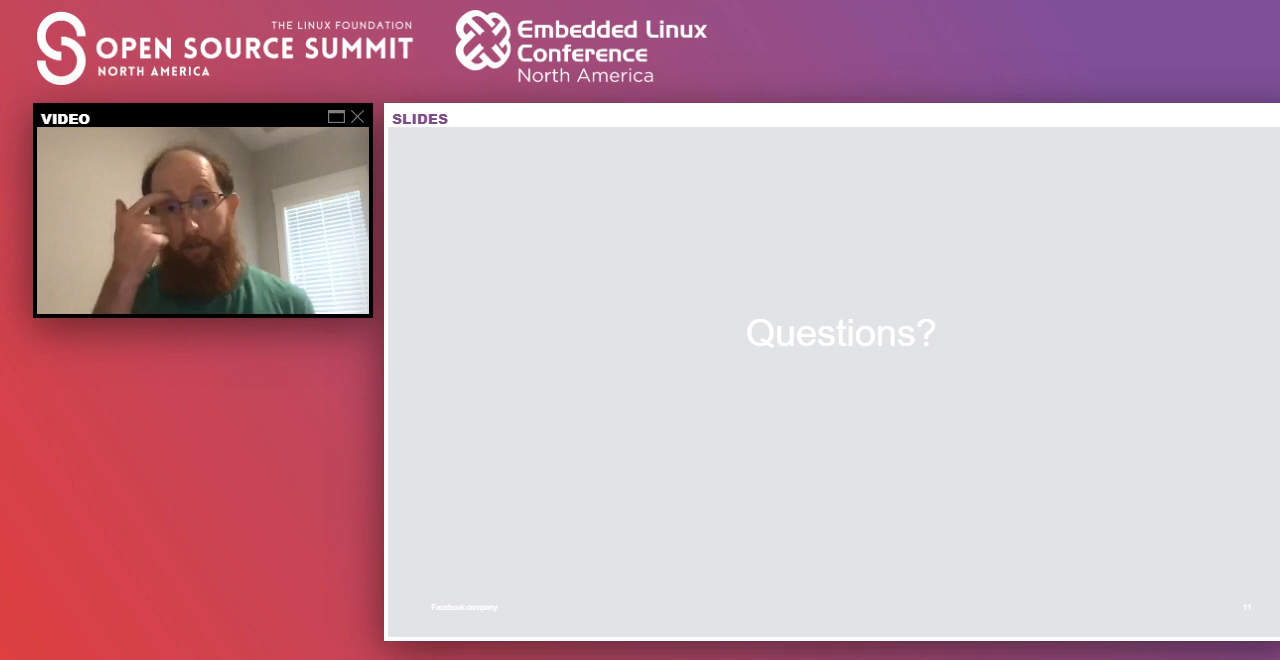 THE LINUX FOUNDATION
OPEN SOURCE SUMMIT
NORTH AMERICA
Embedded Linux
Conference
North America
VIDEO
SLIDES
Questions?
Facebook company
11